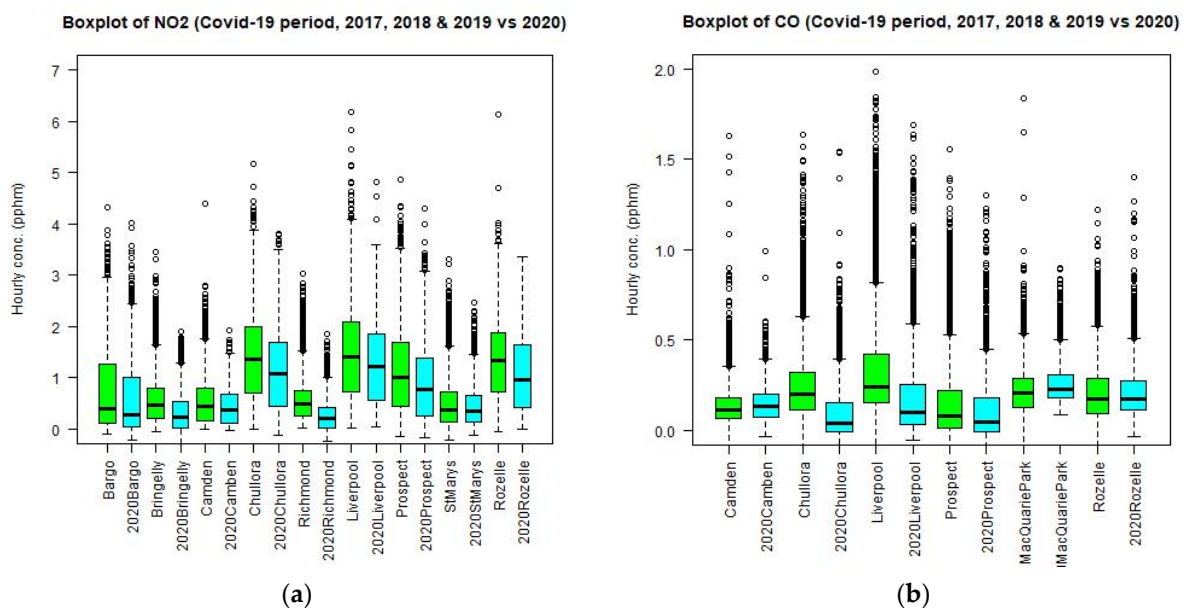 Boxplot of NO2 (Covid-19 period, 2017, 2018 & 2019 vs 2020)
7
6
5
4
3
2
1
0
Hourly conc. (pphm)
Bargo
2020Bargo
Bringelly
2020Bringelly
Camden
2020Camben
Chullora
2020Chullora
Richmond
2020Richmond
Liverpool
2020Liverpool
Prospect
2020Prospect
StMarys
2020StMarys
Rozelle
2020Rozelle
(a)
Boxplot of CO (Covid-19 period, 2017, 2018 & 2019 vs 2020)
2.0
1.5
1.0
0.5
0.0
Hourly conc. (pphm)
Camden
2020Camben
Chullora
2020Chullora
Liverpool
2020Liverpool
Prospect
2020Prospect
MacQuariePark
MacQuariePark
Rozelle
2020Rozelle
(b)